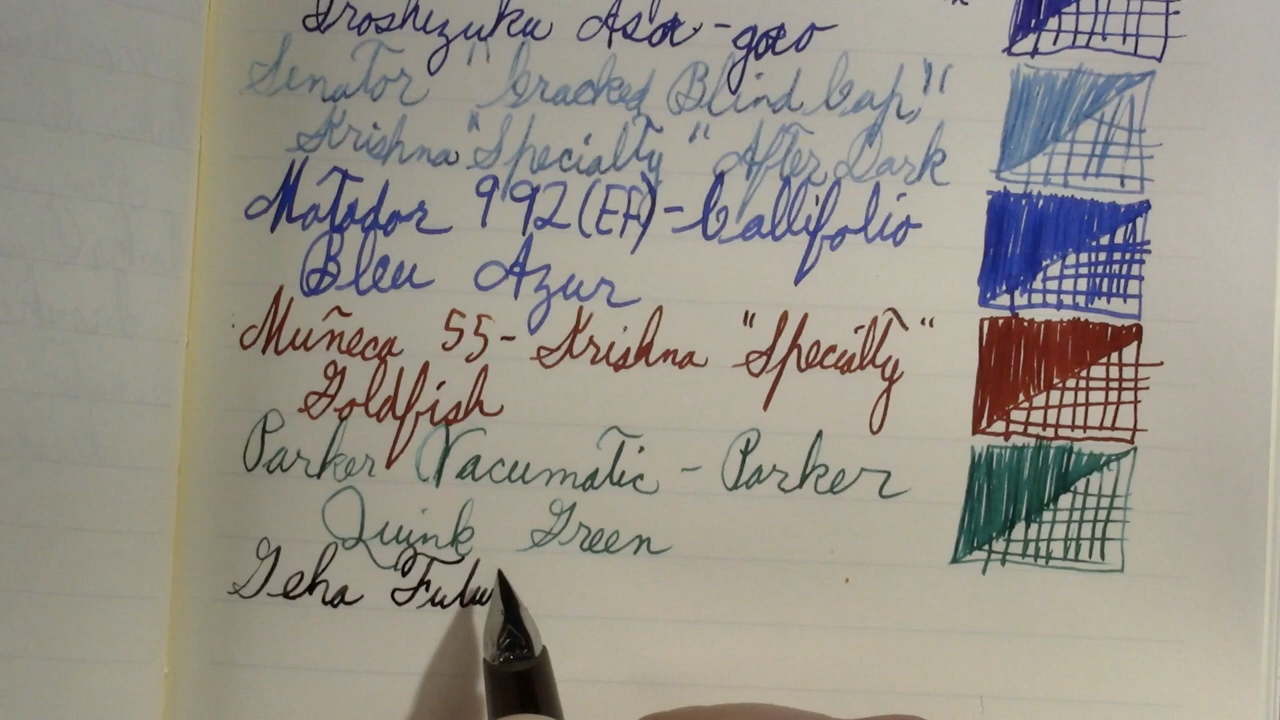 Iroshizuku Asa-gao
Senator "Cracked Blind Cap"
Krishna "Specialty" After Dark
Matador 992 (EF) - Callifolio
Bleu Azur
Muñeca 55 - Krishna "Specialty"
Goldfish
Parker Vacumatic - Parker
Quink Green
Geha Fulu